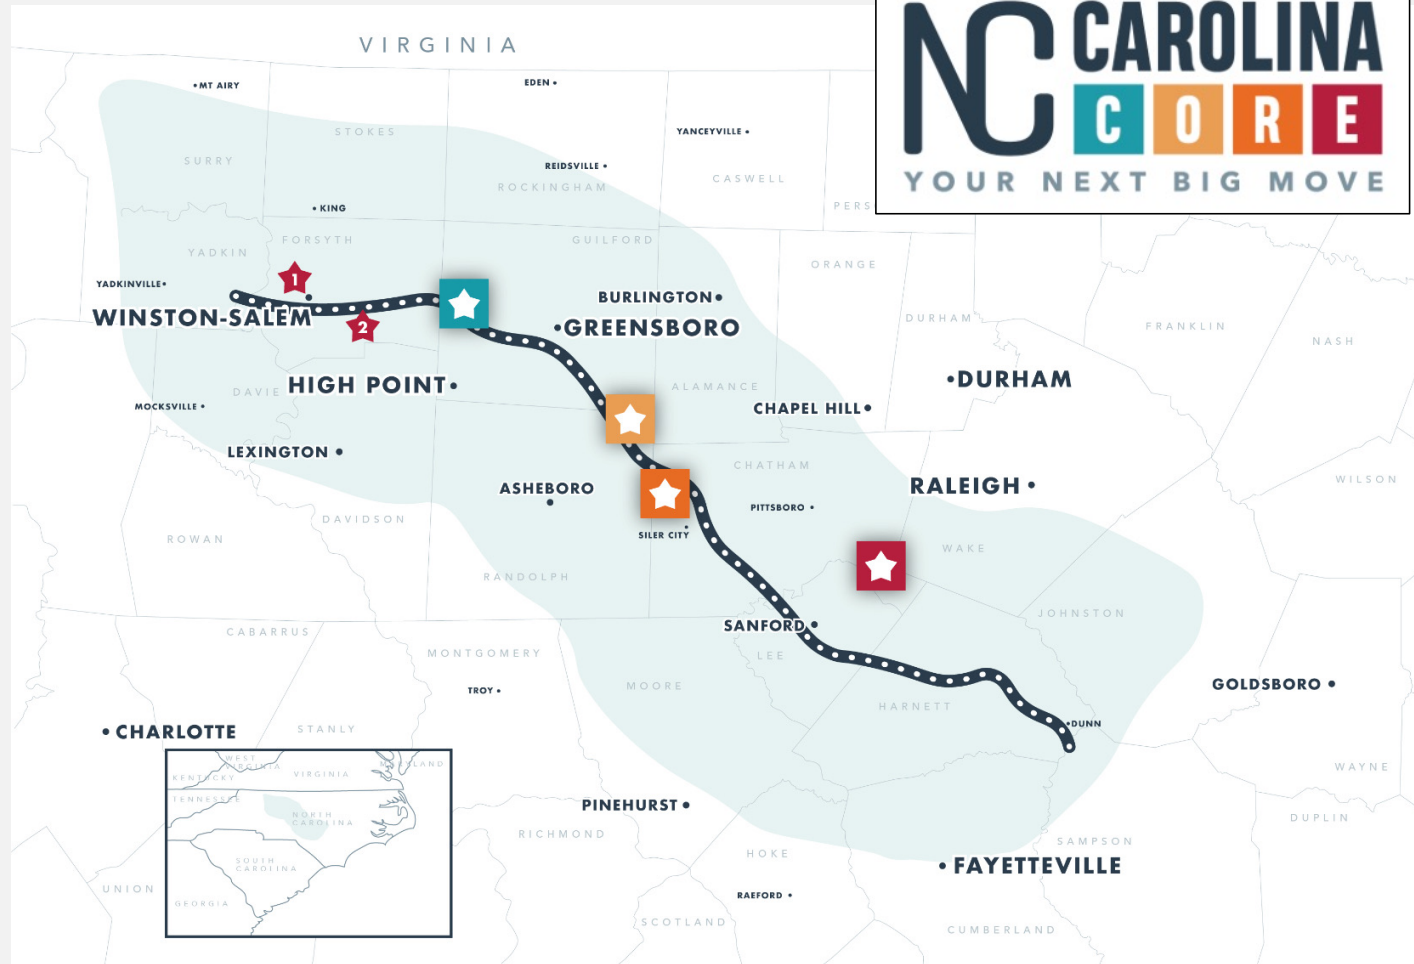 NC CAROLINA
CORE
YOUR NEXT BIG MOVE
VIRGINIA
MT AIRY
EDEN
STOKES
YANCEYVILLE
SURRY
REIDSVILLE
ROCKINGHAM
CASWELL
PERS
KING
FORSYTH
GUILFORD
YADKIN
ORANGE
YADKINVILLE
1
BURLINGTON
WINSTON-SALEM
2
GREENSBORO
DURHAM
FRANKLIN
NASH
HIGH POINT
DAVIE
ALAMANCE
DURHAM
MOCKSVILLE
CHAPEL HILL
LEXINGTON
CHATHAM
ASHEBORO
RALEIGH
WILSON
PITTSBORO
DAVIDSON
SILER CITY
ROWAN
WAKE
RANDOLPH
JOHNSTON
SANFORD
CABARRUS
MONTGOMERY
LEE
TROY
MOORE
GOLDSBORO
HARNETT
DUNN
CHARLOTTE
STANLY
WEST
VIRGINIA
KENTUCKY
VIRGINIA
MARYLAND
TENNESSEE
NORTH
CAROLINA
SOUTH
CAROLINA
GEORGIA
WAYNE
PINEHURST
DUPLIN
RICHMOND
HOKE
SAMPSON
FAYETTEVILLE
UNION
RAEFORD
SCOTLAND
CUMBERLAND